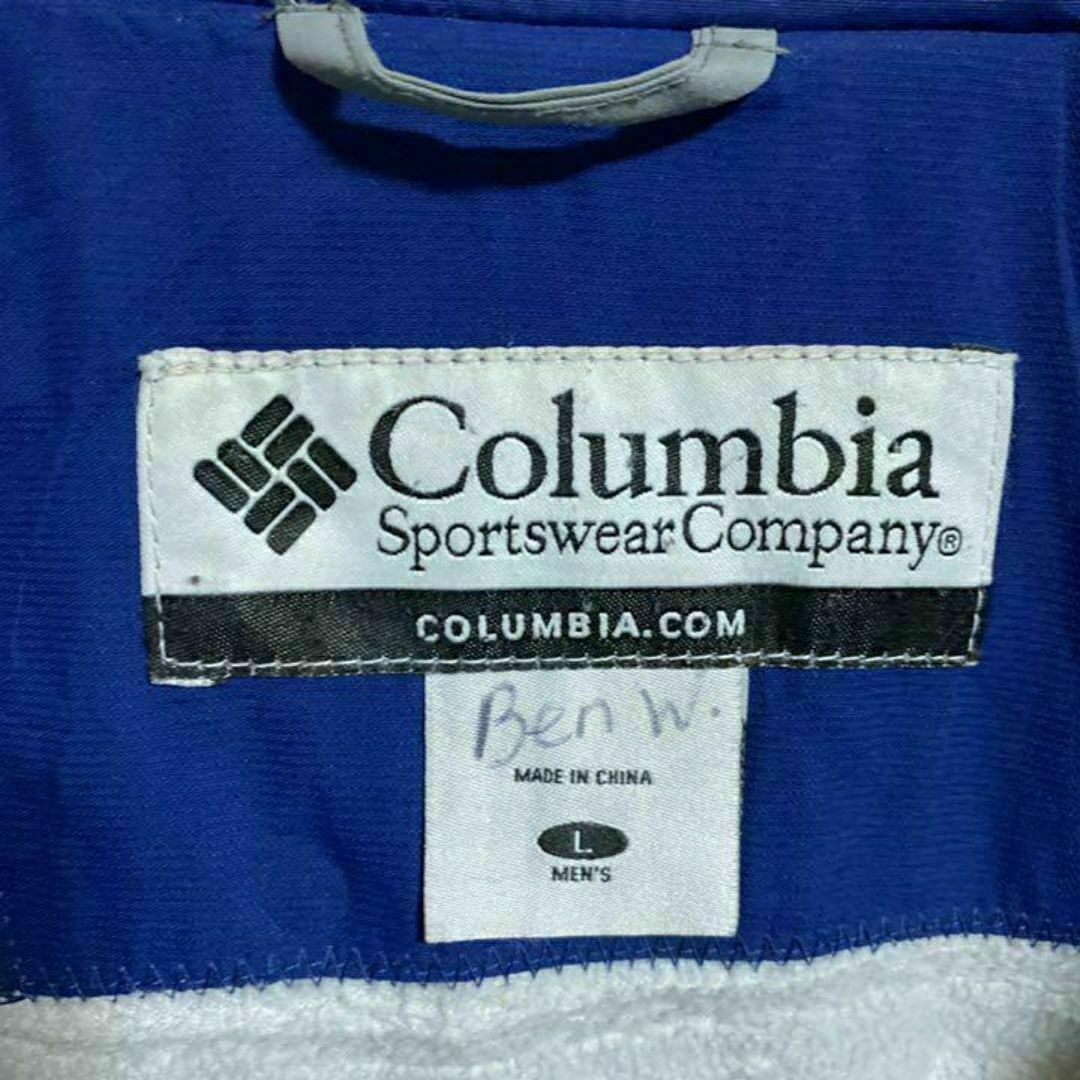 Columbia
Sportswear Company®
COLUMBIA.COM
Ben W.
MADE IN CHINA
L
MEN'S